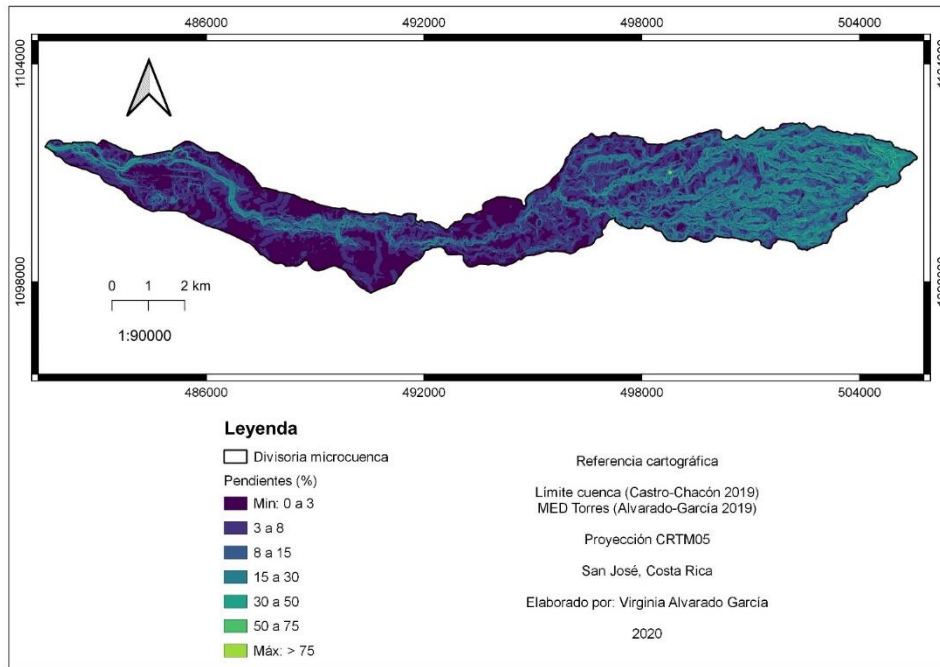 486000 492000 498000 504000
1104000
1104000
1098000
0 1 2 km
1:90000
486000 492000 498000 504000
Leyenda
Divisoria microcuenca
Pendientes (%)
Min: 0 a 3
3 a 8
8 a 15
15 a 30
30 a 50
50 a 75
Máx: > 75
Referencia cartográfica
Límite cuenca (Castro-Chacón 2019)
MED Torres (Alvarado-García 2019)
Proyección CRTM05
San José, Costa Rica
Elaborado por: Virginia Alvarado García
2020